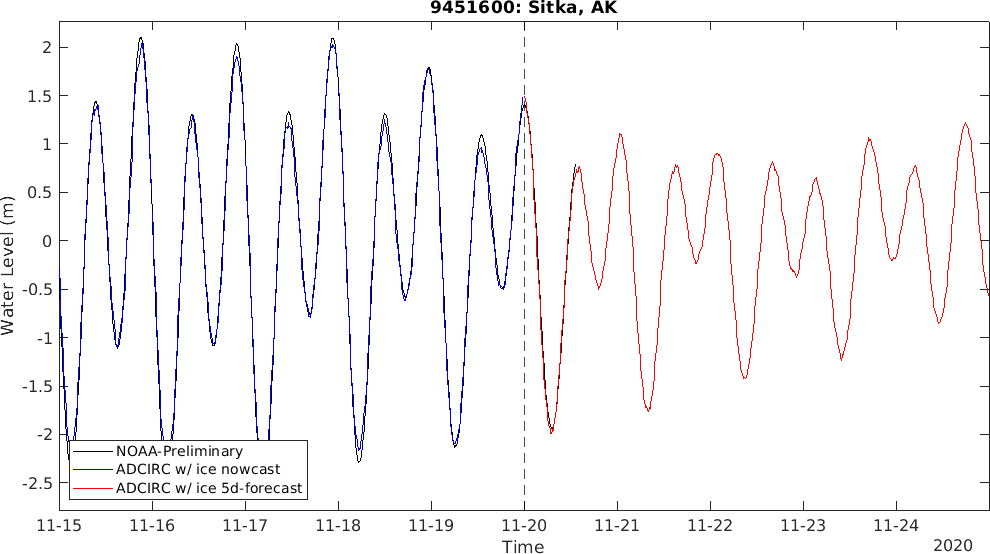 9451600: Sitka, AK
Water Level (m)
2
1.5
1
0.5
0
-0.5
-1
-1.5
-2
-2.5
NOAA-Preliminary
ADCIRC w/ ice nowcast
ADCIRC w/ ice 5d-forecast
11-15 11-16 11-17 11-18 11-19 11-20 11-21 11-22 11-23 11-24
Time
2020